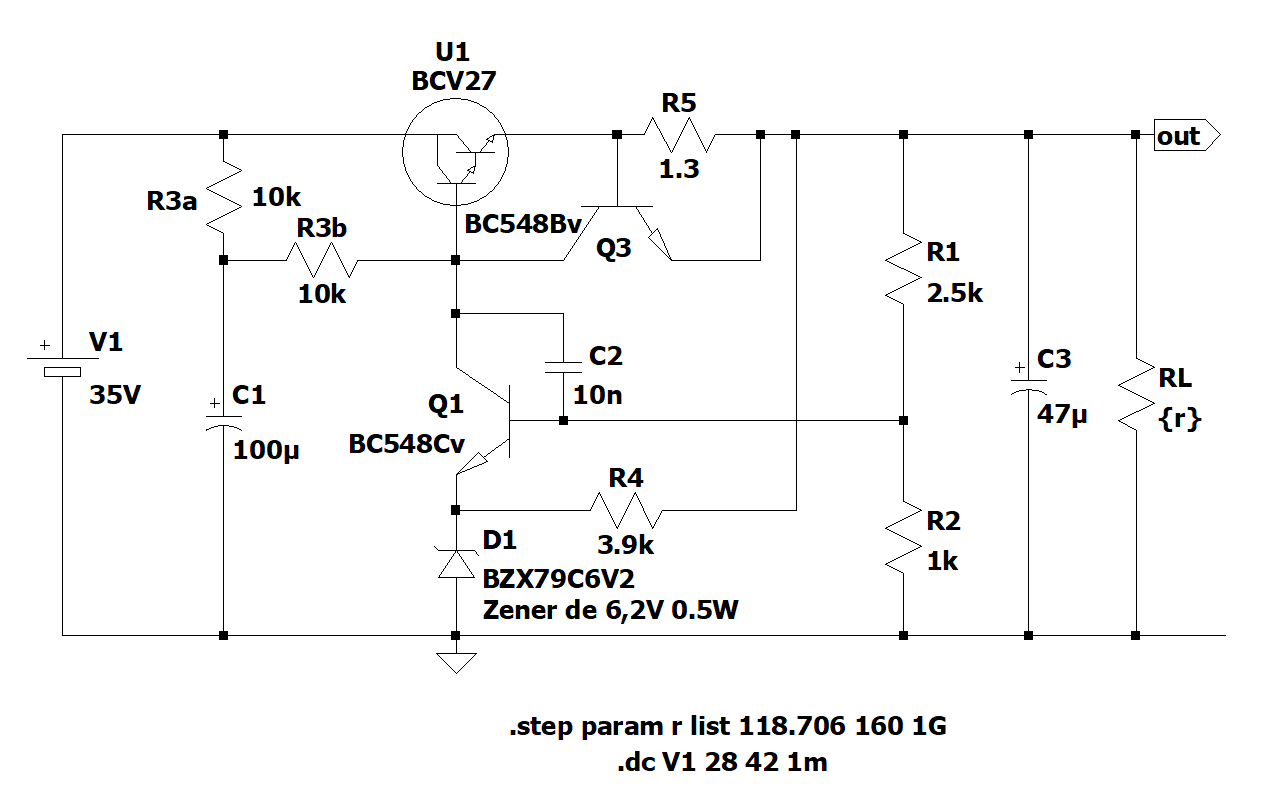 U1
BCV27
R5
1.3
out
R3a
10k
R3b
10k
BC548Bv
Q3
R1
2.5k
V1
35V
C1
100µ
C2
10n
Q1
BC548Cv
C3
47µ
RL
{r}
R4
3.9k
R2
1k
D1
BZX79C6V2
Zener de 6,2V 0.5W
.step param r list 118.706 160 1G
.dc V1 28 42 1m